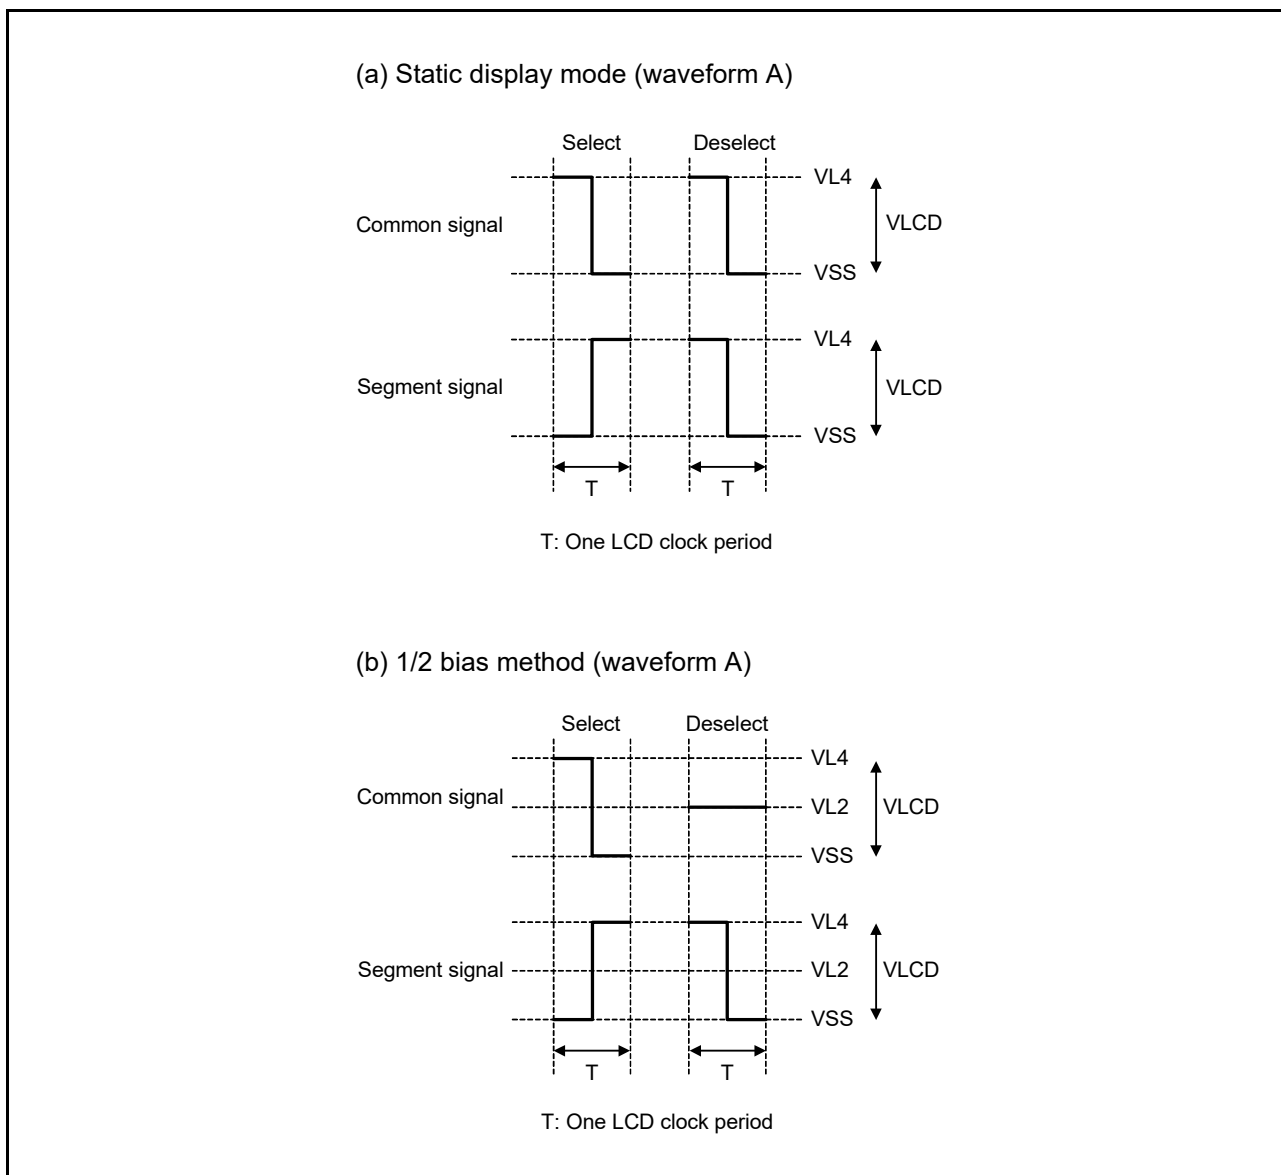 (a) Static display mode (waveform A)
Select Deselect
VL4
Common signal VLCD
VSS
VL4
Segment signal VLCD
VSS
T T
T: One LCD clock period
(b) 1/2 bias method (waveform A)
Select Deselect
VL4
Common signal VL2 VLCD
VSS
VL4
Segment signal VL2 VLCD
VSS
T T
T: One LCD clock period